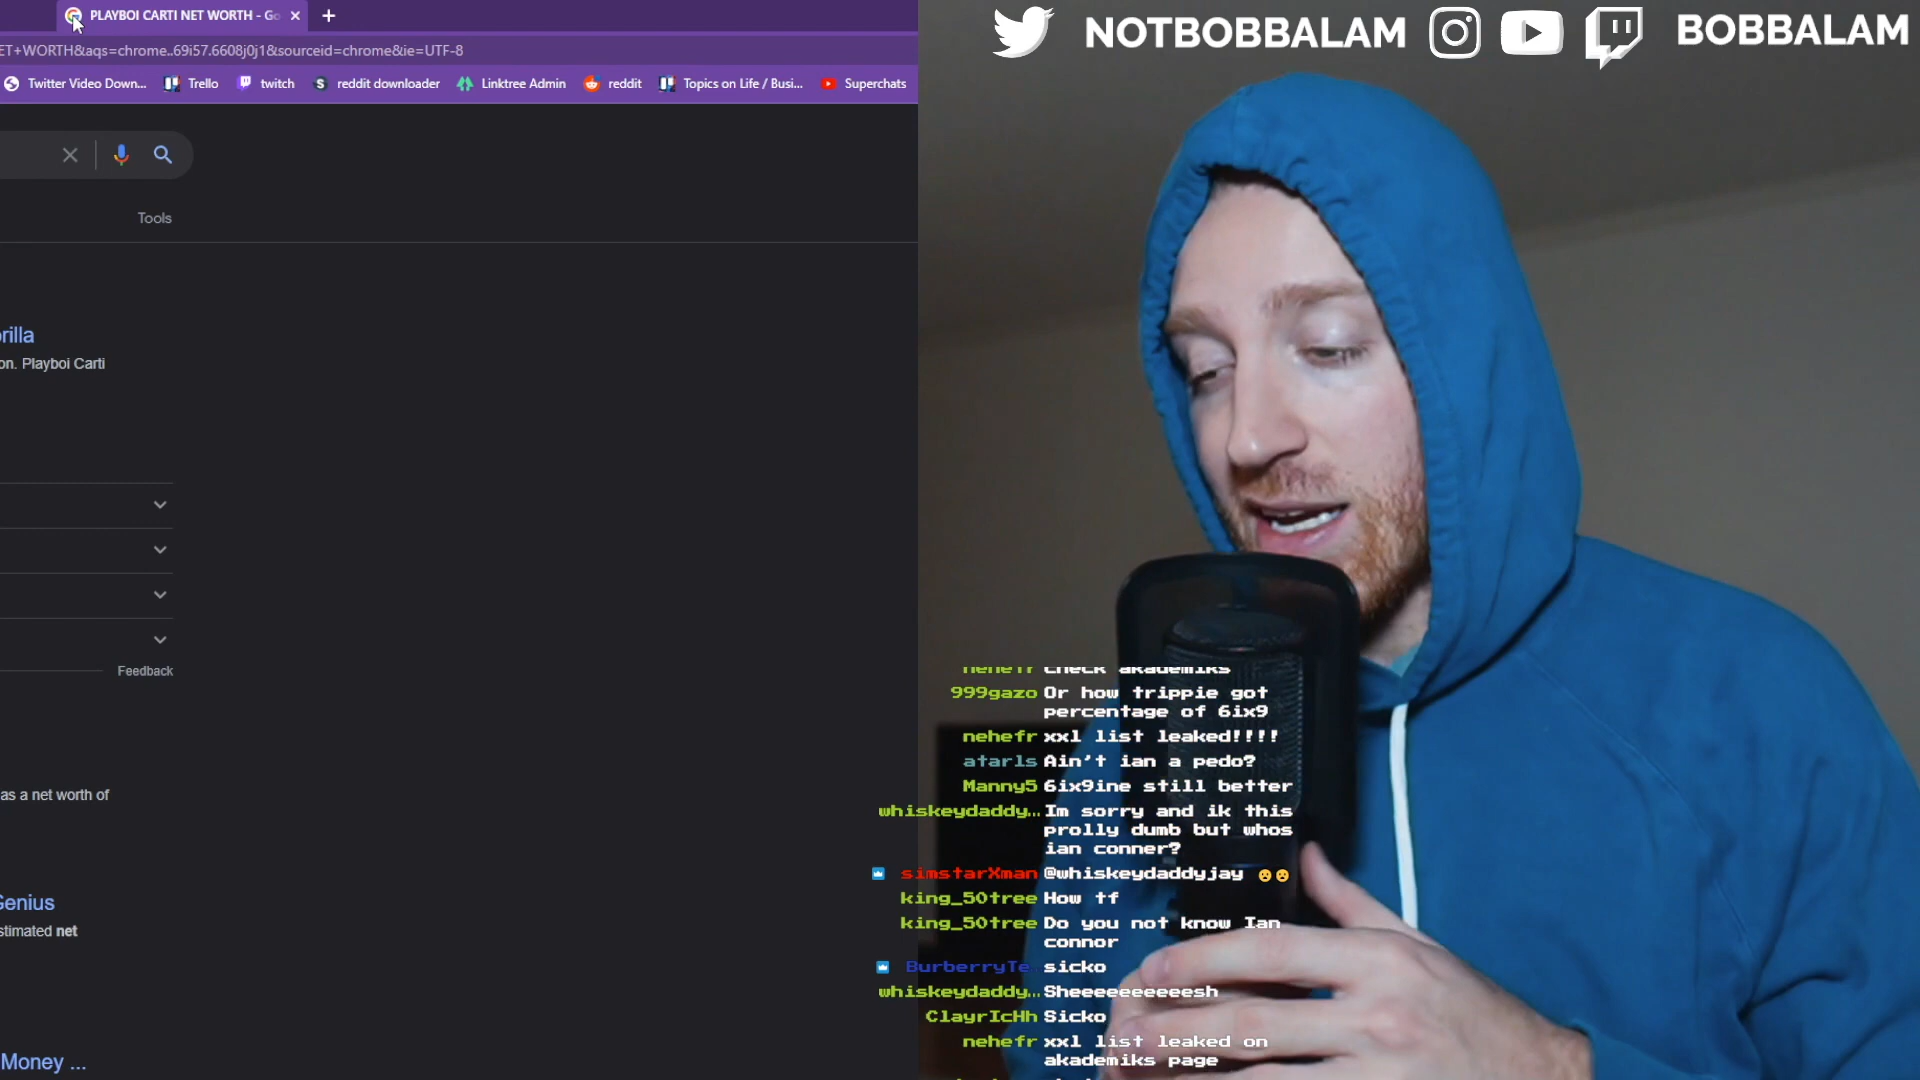 PLAYBOI CARTI NET WORTH - Go
ET+WORTH&aqs=chrome..69i57.6608j0j1&sourceid=chrome&ie=UTF-8
Twitter Video Down... Trello twitch reddit downloader Linktree Admin reddit Topics on Life / Busi... Superchats
Tools
orilla
on. Playboi Carti
Feedback
as a net worth of
Genius
stimated net
Money ...
NOTBOBBALAM BOBBALAM
nehefr check akademiks
999gazo Or how trippie got
percentage of 6ix9
nehefr xxl list leaked!!!!
atarls Ain't ian a pedo?
Manny5 6ix9ine still better
whiskeydaddy... Im sorry and ik this
prolly dumb but whos
ian conner?
simstarXman @whiskeydaddyjay
king_50tree How tf
king_50tree Do you not know Ian
connor
BurberryTe sicko
whiskeydaddy... Sheeeeeeeeeesh
ClayrIcHh Sicko
nehefr xxl list leaked on
akademiks page